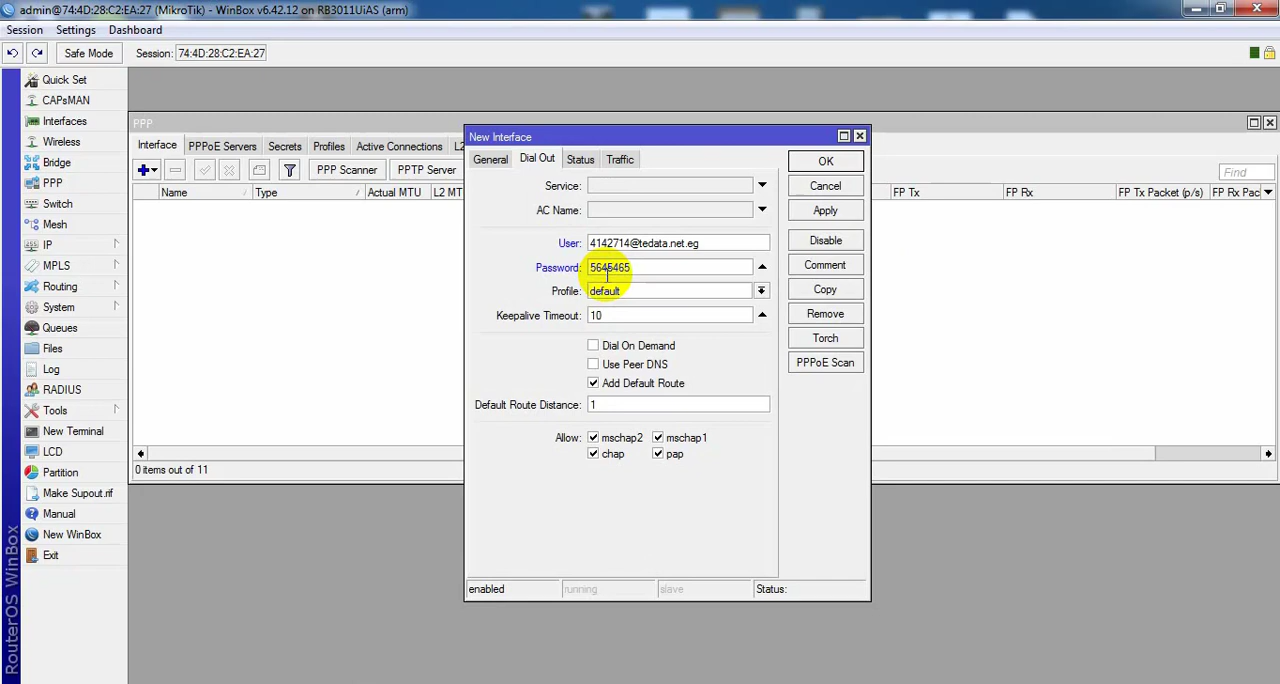 admin@74:4D:28:C2:EA:27 (MikroTik) - WinBox v6.42.12 on RB3011UiAS (arm)
Session Settings Dashboard
Safe Mode Session: 74:4D:28:C2:EA:27
Quick Set
CAPsMAN
Interfaces
Wireless
Bridge
PPP
Switch
Mesh
IP
MPLS
Routing
System
Queues
Files
Log
RADIUS
Tools
New Terminal
LCD
Partition
Make Supout.rif
Manual
New WinBox
Exit
RouterOS WinBox
PPP
Interface PPPoE Servers Secrets Profiles Active Connections L2
PPP Scanner PPTP Server Find
Name Type Actual MTU L2 MT FP Tx FP Rx FP Tx Packet (p/s) FP Rx Pac
0 items out of 11
New Interface
General Dial Out Status Traffic
Service:
AC Name:
User: 4142714@tedata.net.eg
Password: 5645465
Profile: default
Keepalive Timeout: 10
Dial On Demand
Use Peer DNS
Add Default Route
Default Route Distance: 1
Allow: mschap2 mschap1
chap pap
OK
Cancel
Apply
Disable
Comment
Copy
Remove
Torch
PPPoE Scan
enabled running slave Status: